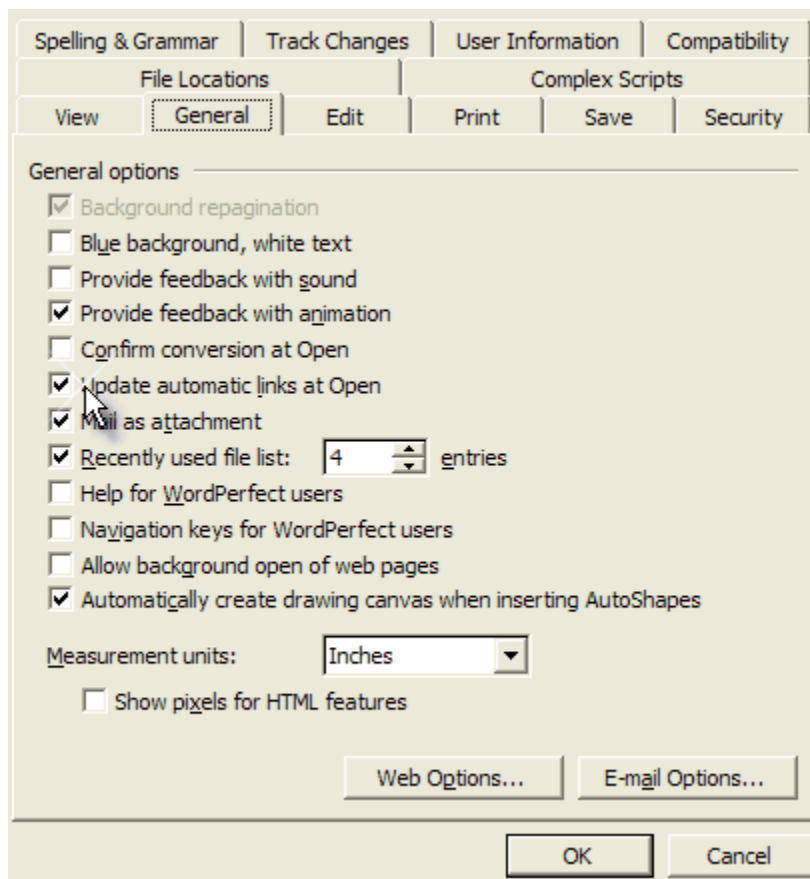 Spelling & Grammar Track Changes User Information Compatibility
File Locations Complex Scripts
View General Edit Print Save Security
General options
Background repagination
Blue background, white text
Provide feedback with sound
Provide feedback with animation
Confirm conversion at Open
Update automatic links at Open
Mail as attachment
Recently used file list: 4 entries
Help for WordPerfect users
Navigation keys for WordPerfect users
Allow background open of web pages
Automatically create drawing canvas when inserting AutoShapes
Measurement units: Inches
Show pixels for HTML features
Web Options... E-mail Options...
OK Cancel